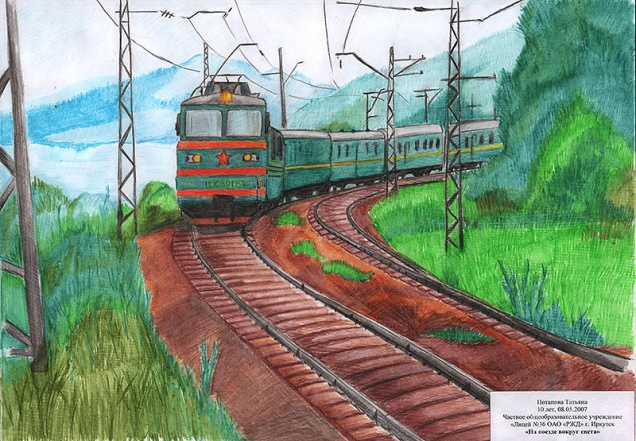 Потапова Татьяна
10 лет, 08.05.2007
Частное общеобразовательное учреждение
«Лицей №36 ОАО «РЖД» г. Иркутск
«На поезде вокруг света»